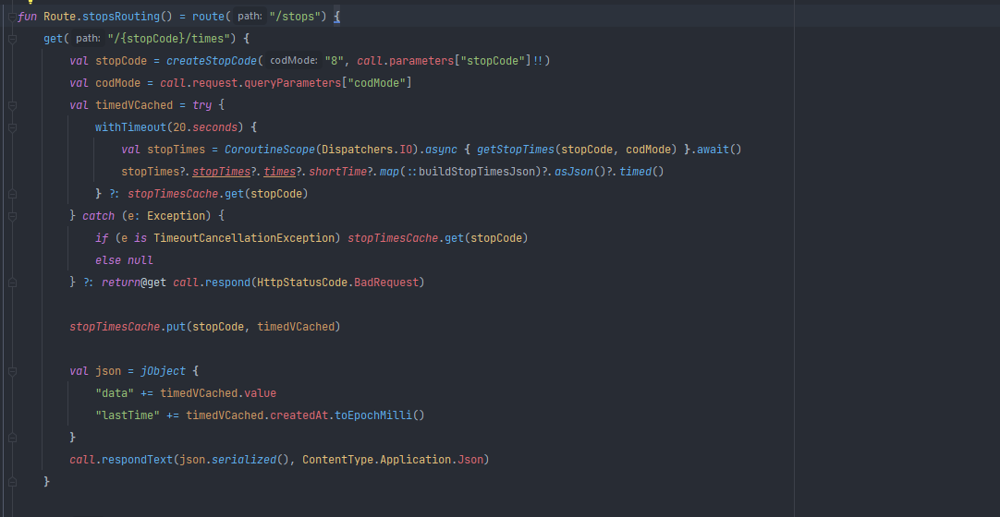 fun Route.stopsRouting() = route( path: "/stops") {
    get( path: "/{stopCode}/times") {
        val stopCode = createStopCode( codMode: "8", call.parameters["stopCode"]!!)
        val codMode = call.request.queryParameters["codMode"]
        val timedVCached = try {
            withTimeout(20.seconds) {
                val stopTimes = CoroutineScope(Dispatchers.IO).async { getStopTimes(stopCode, codMode) }.await()
                stopTimes?.stopTimes?.times?.shortTime?.map(::buildStopTimesJson)?.asJson()?.timed()
            } ?: stopTimesCache.get(stopCode)
        } catch (e: Exception) {
            if (e is TimeoutCancellationException) stopTimesCache.get(stopCode)
            else null
        } ?: return@get call.respond(HttpStatusCode.BadRequest)
        stopTimesCache.put(stopCode, timedVCached)
        val json = jObject {
            "data" += timedVCached.value
            "lastTime" += timedVCached.createdAt.toEpochMilli()
        }
        call.respondText(json.serialized(), ContentType.Application.Json)
    }